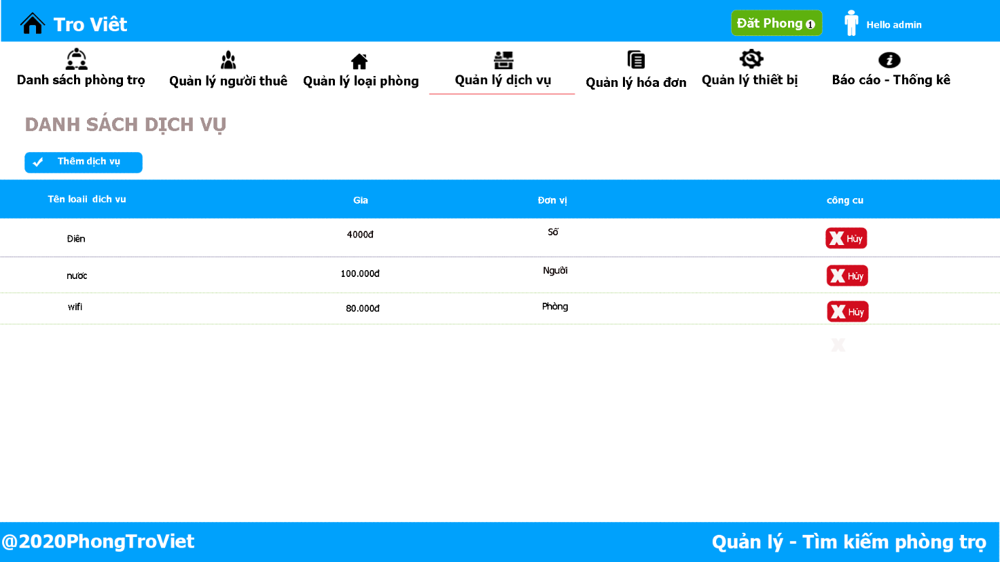 Tro Viêt
Đăt Phong 1
Hello admin
Danh sách phòng trọ
Quản lý người thuê
Quản lý loại phòng
Quản lý dịch vụ
Quản lý hóa đơn
Quản lý thiết bị
Báo cáo - Thống kê
DANH SÁCH DỊCH VỤ
Thêm dịch vụ
Tên loaii dich vu
Gia
Đơn vị
công cu
Điên
4000đ
Số
Hủy
nươc
100.000đ
Người
Hủy
wifi
80.000đ
Phòng
Hủy
@2020PhongTroViet
Quản lý - Tìm kiếm phòng trọ